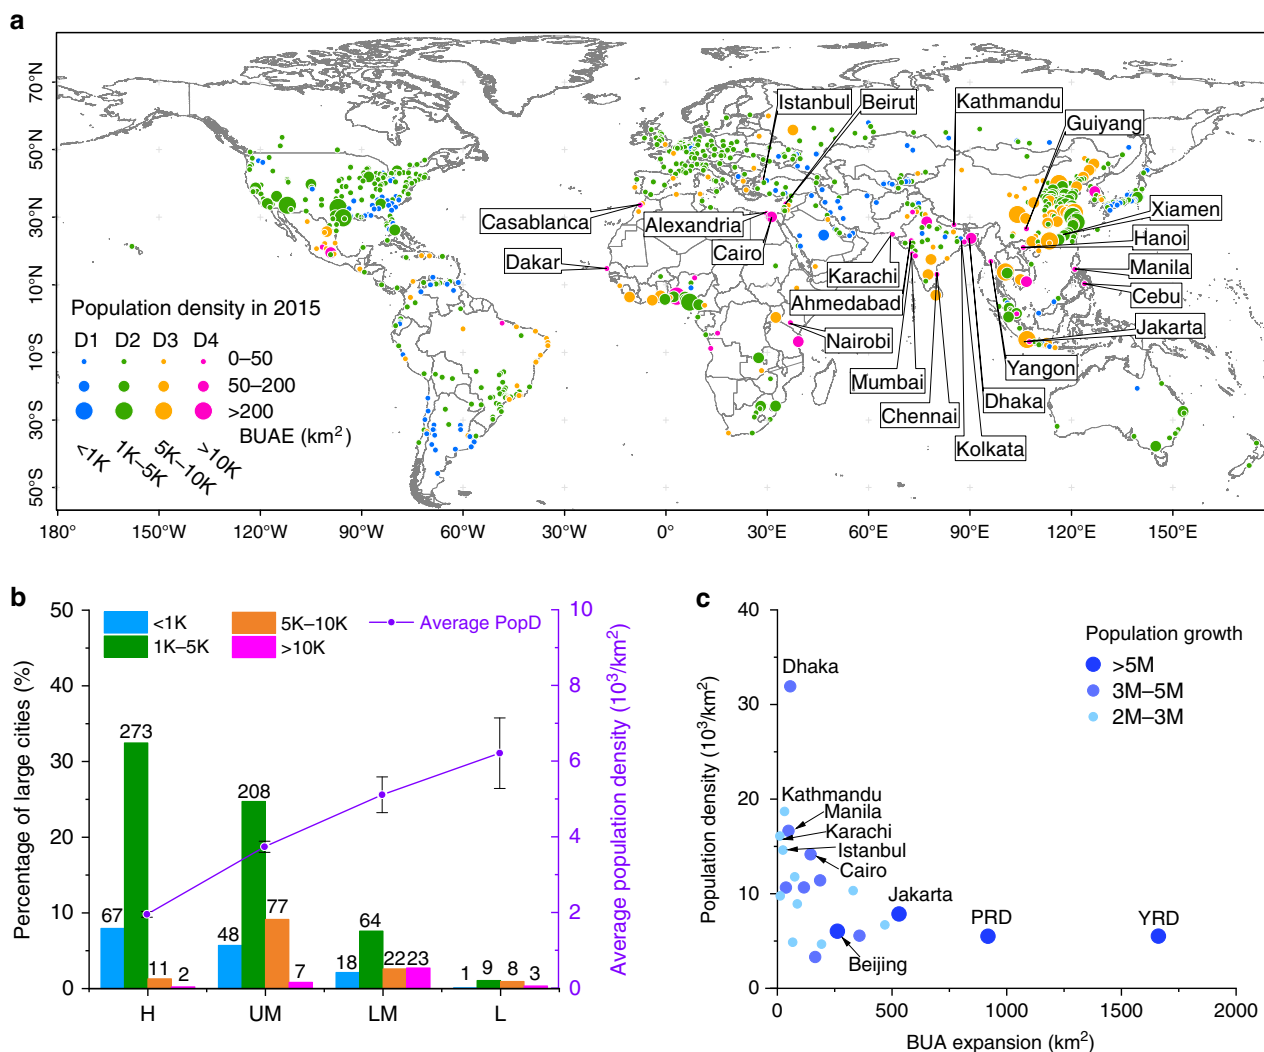 a
70°N
50°N
30°N
10°N
10°S
30°S
50°S
180°
150°W
120°W
90°W
60°W
30°W
0°
30°E
60°E
90°E
120°E
150°E
Istanbul
Beirut
Kathmandu
Guiyang
Casablanca
Alexandria
Cairo
Dakar
Karachi
Ahmedabad
Nairobi
Mumbai
Chennai
Kolkata
Dhaka
Yangon
Xiamen
Hanoi
Manila
Cebu
Jakarta
Population density in 2015
D1 D2 D3 D4
0–50
50–200
>200
BUAE (km²)
<1K
1K–5K
5K–10K
>10K
b
Percentage of large cities (%)
50
40
30
20
10
0
<1K
1K–5K
5K–10K
>10K
Average PopD
67
273
11
2
48
208
77
7
18
64
22
23
1
9
8
3
H
UM
LM
L
10
8
6
4
2
0
Average population density (10³/km²)
c
Population density (10³/km²)
40
30
20
10
0
Population growth
>5M
3M–5M
2M–3M
Dhaka
Kathmandu
Manila
Karachi
Istanbul
Cairo
Jakarta
PRD
YRD
Beijing
0
500
1000
1500
2000
BUA expansion (km²)